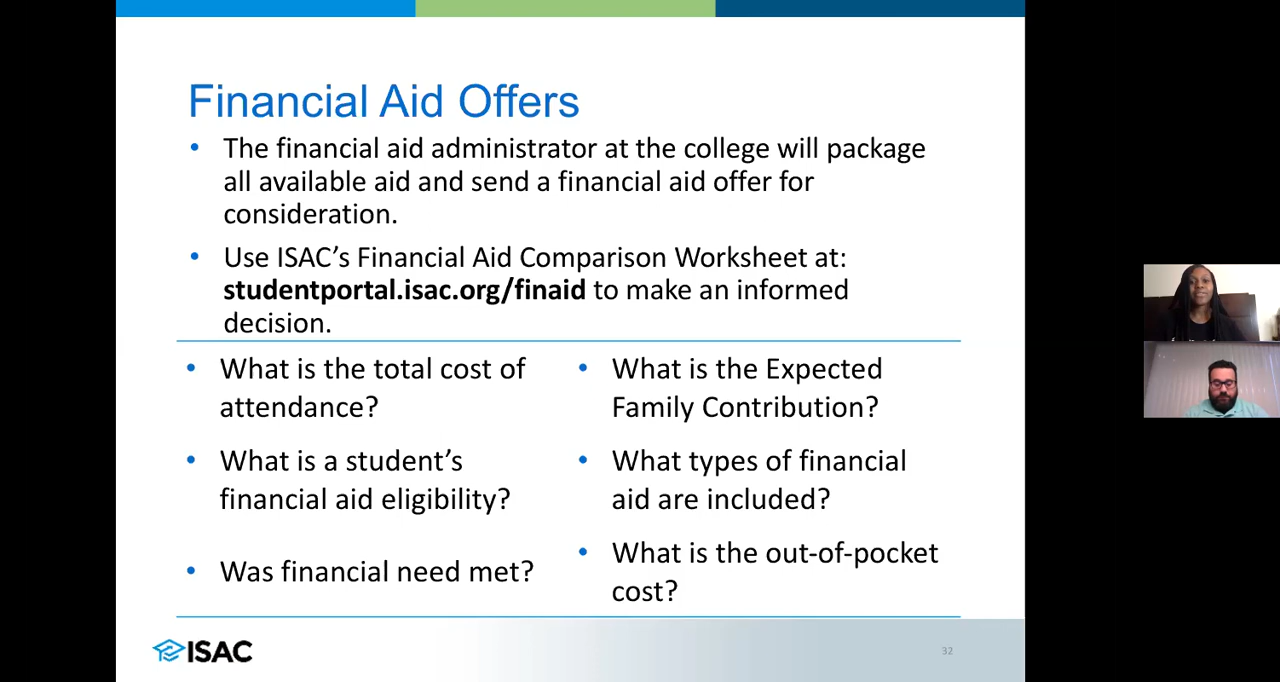 Financial Aid Offers
• The financial aid administrator at the college will package
all available aid and send a financial aid offer for
consideration.
• Use ISAC’s Financial Aid Comparison Worksheet at:
studentportal.isac.org/finaid to make an informed
decision.
• What is the total cost of
attendance?
• What is the Expected
Family Contribution?
• What is a student’s
financial aid eligibility?
• What types of financial
aid are included?
• Was financial need met?
• What is the out-of-pocket
cost?
ISAC
32